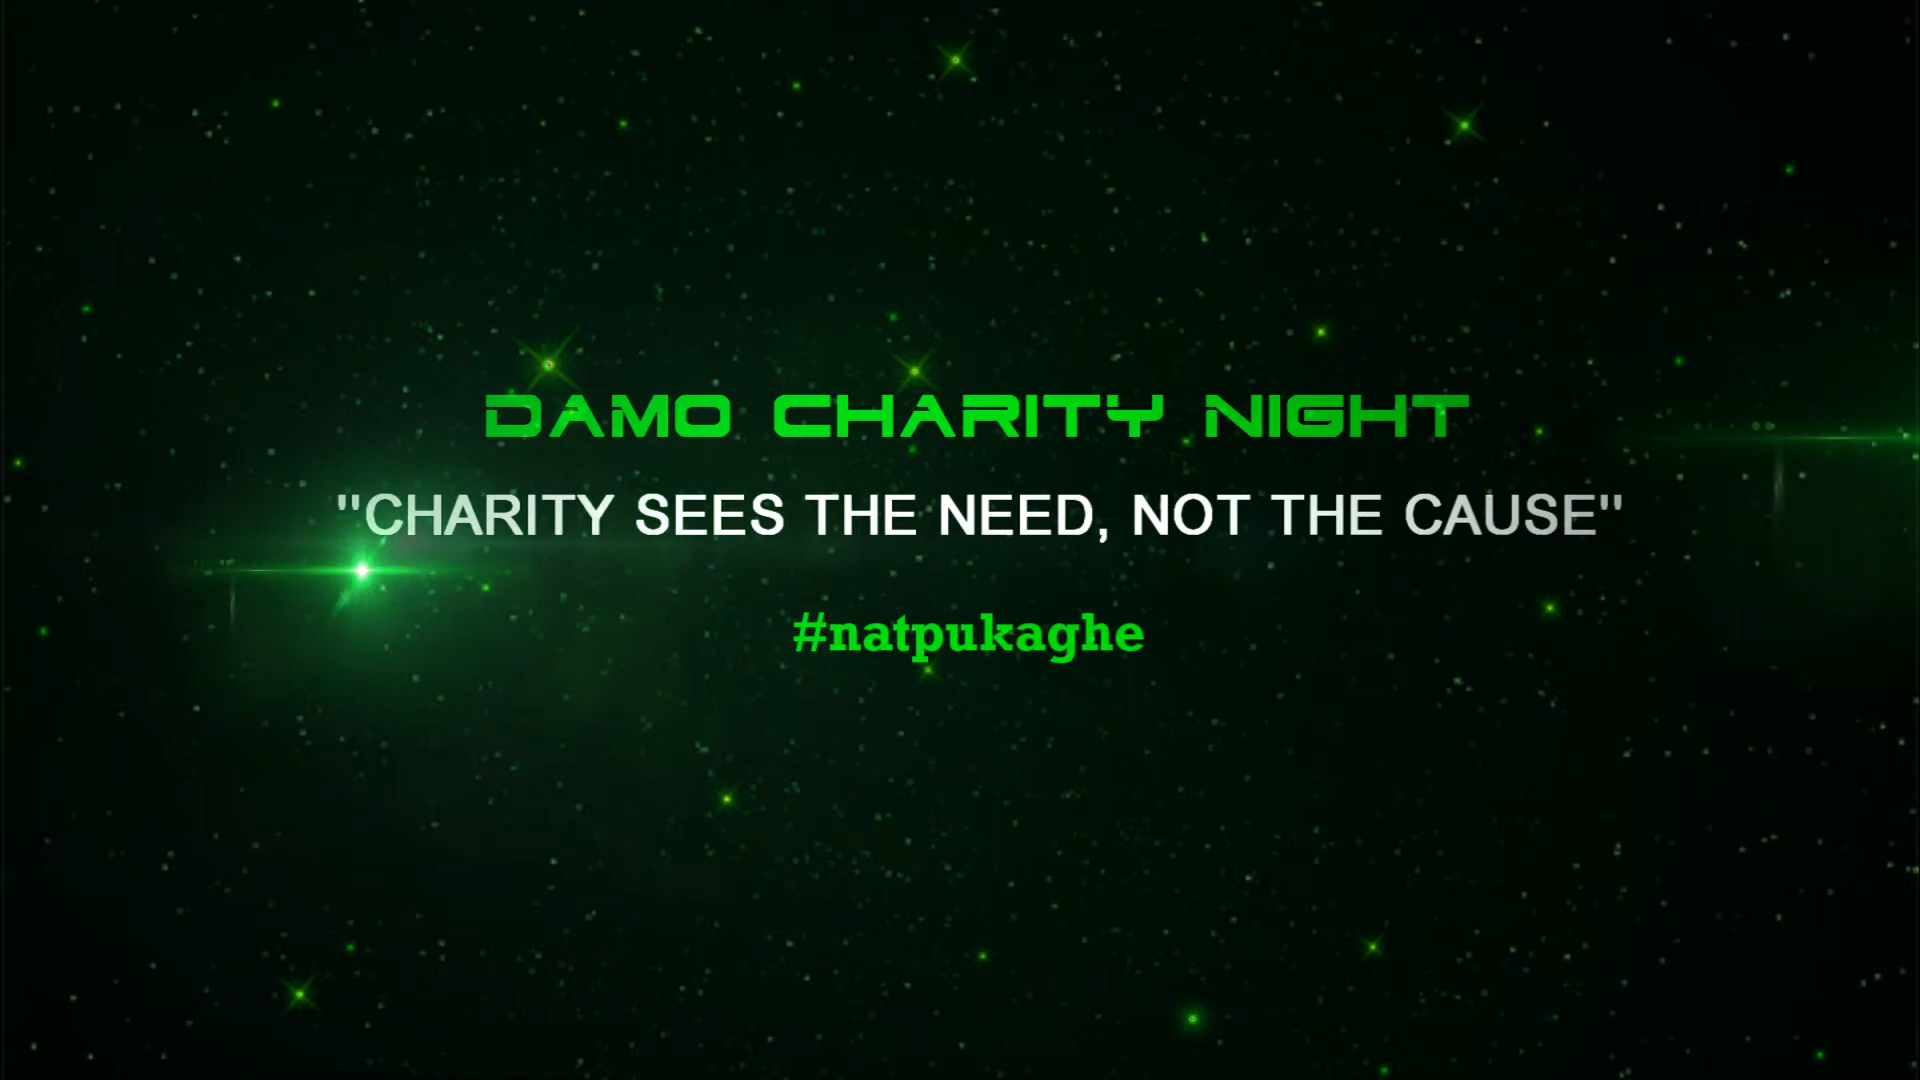 DAMO CHARITY NIGHT
"CHARITY SEES THE NEED, NOT THE CAUSE"
#natpukaghe